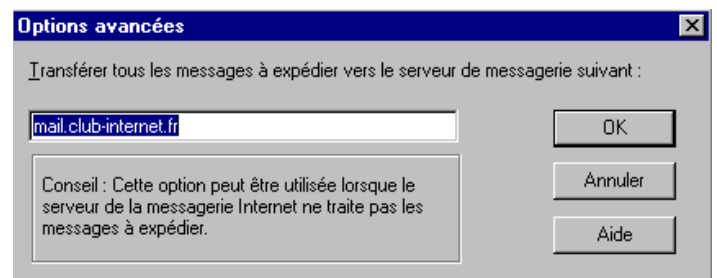 Options avancées
Transférer tous les messages à expédier vers le serveur de messagerie suivant :
mail.club-internet.fr
OK
Conseil : Cette option peut être utilisée lorsque le
serveur de la messagerie Internet ne traite pas les
messages à expédier.
Annuler
Aide